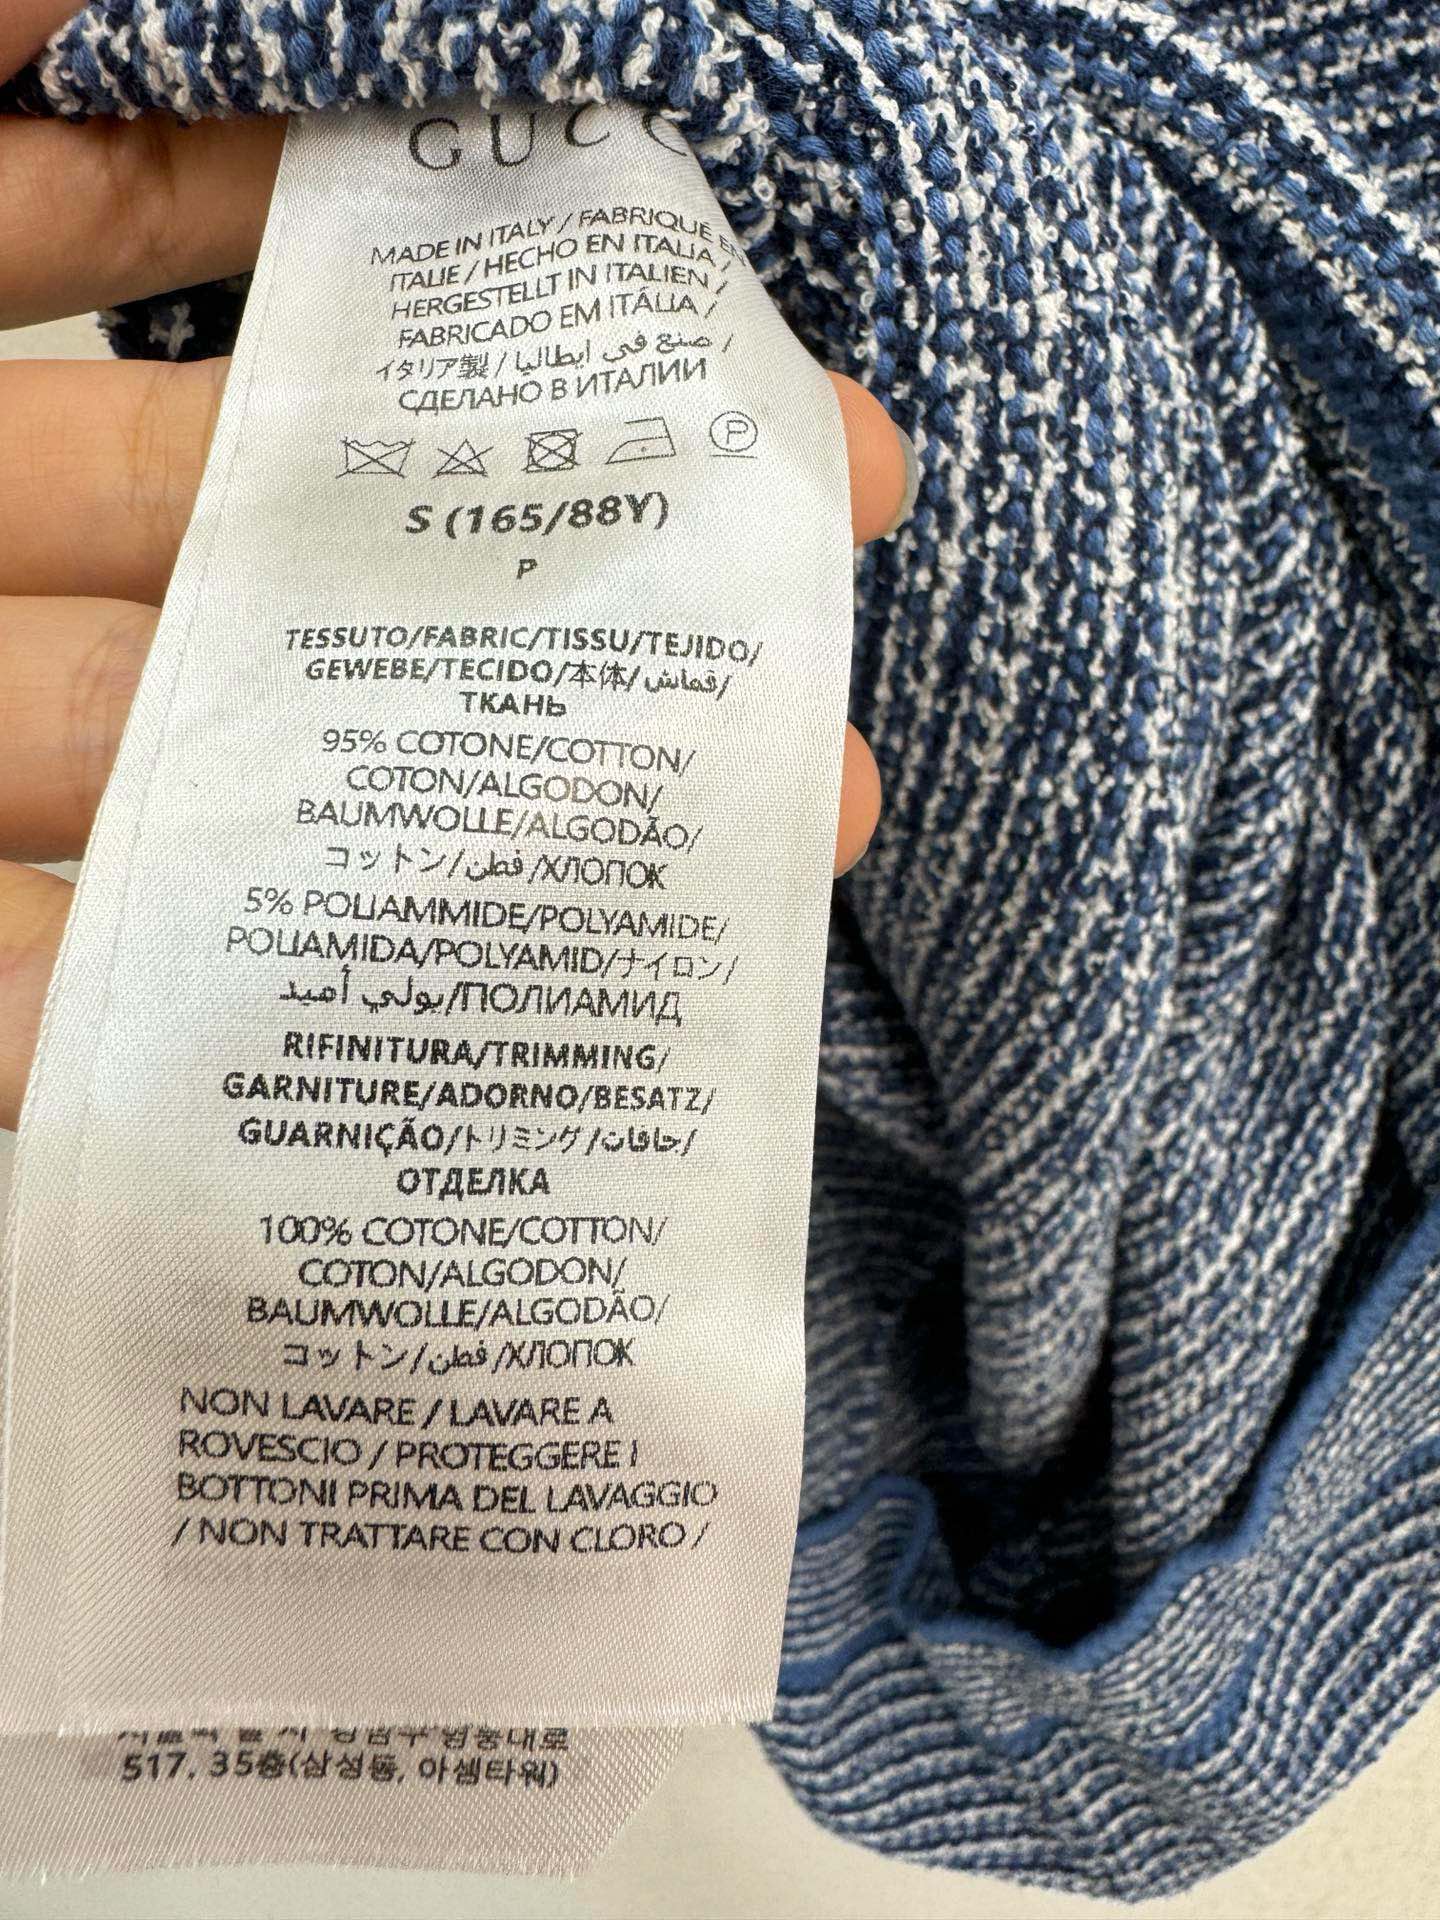 GUCC
MADE IN ITALY / FABRIQUÉ EN
ITALIE / HECHO EN ITALIA /
HERGESTELLT IN ITALIEN /
FABRICADO EM ITÁLIA /
イタリア製 / صنع في ايطاليا /
СДЕЛАНО В ИТАЛИИ
P
S (165/88Y)
P
TESSUTO/FABRIC/TISSU/TEJIDO/
GEWEBE/TECIDO/本体/قماش/
ТКАНЬ
95% COTONE/COTTON/
COTON/ALGODON/
BAUMWOLLE/ALGODÃO/
コットン/قطن/ХЛОПОК
5% POLIAMMIDE/POLYAMIDE/
POLIAMIDA/POLYAMID/ナイロン/
بولي أميد/ПОЛИАМИД
RIFINITURA/TRIMMING/
GARNITURE/ADORNO/BESATZ/
GUARNIÇÃO/トリミング/حافات/
ОТДЕЛКА
100% COTONE/COTTON/
COTON/ALGODON/
BAUMWOLLE/ALGODÃO/
コットン/قطن/ХЛОПОК
NON LAVARE / LAVARE A
ROVESCIO / PROTEGGERE I
BOTTONI PRIMA DEL LAVAGGIO
/ NON TRATTARE CON CLORO /
영동대로
517, 35층(삼성동, 아셈타워)